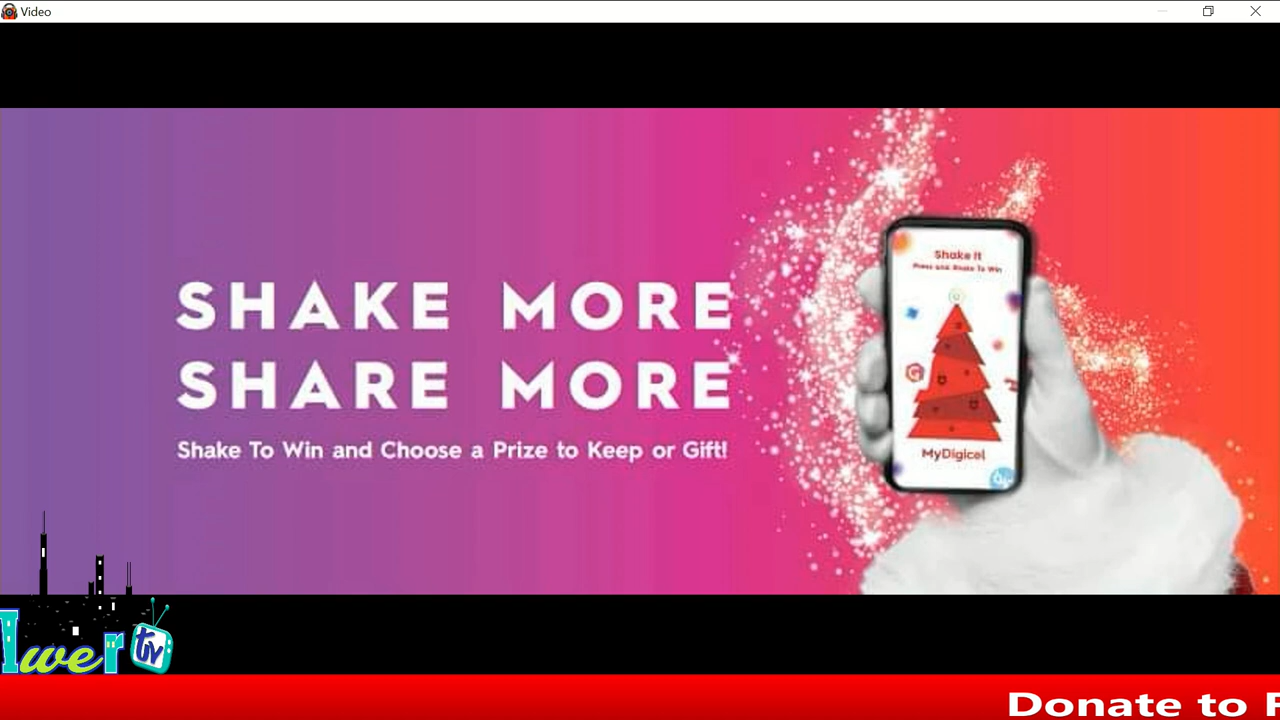 Video
SHAKE MORE
SHARE MORE
Shake To Win and Choose a Prize to Keep or Gift!
Shake It
Press and Shake To Win
MyDigicel
Iwer tv
Donate to